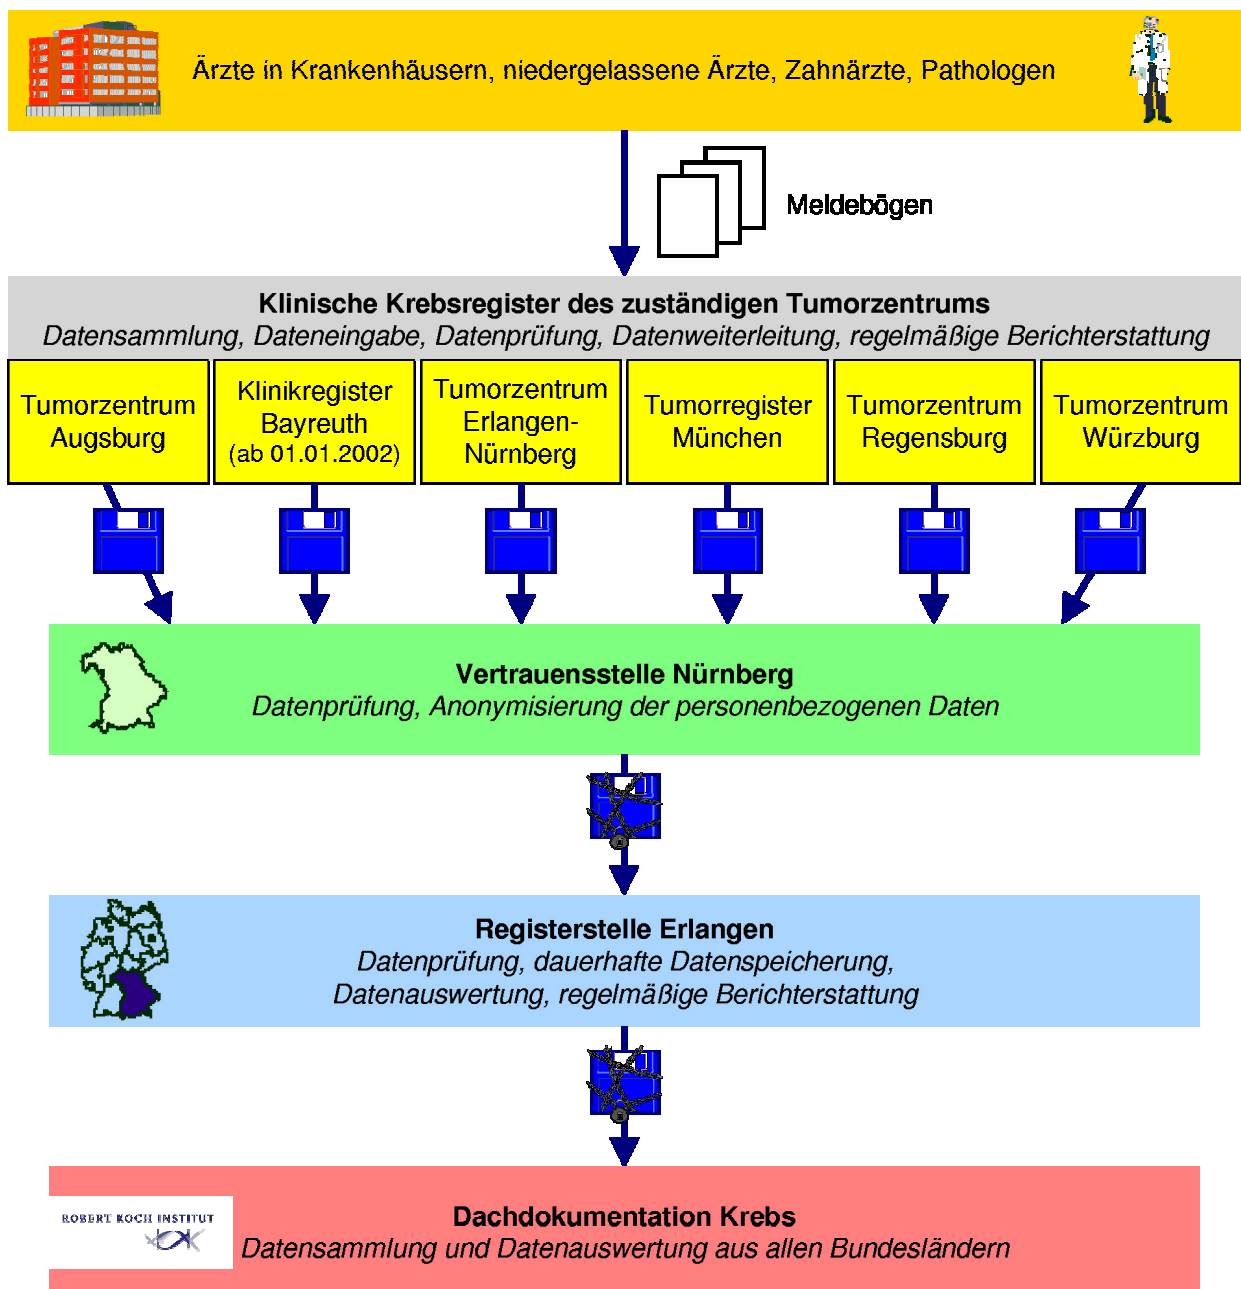 Ärzte in Krankenhäusern, niedergelassene Ärzte, Zahnärzte, Pathologen
Meldebögen
Klinische Krebsregister des zuständigen Tumorzentrums
Datensammlung, Dateneingabe, Datenprüfung, Datenweiterleitung, regelmäßige Berichterstattung
Tumorzentrum
Augsburg
Klinikregister
Bayreuth
(ab 01.01.2002)
Tumorzentrum
Erlangen-
Nürnberg
Tumorregister
München
Tumorzentrum
Regensburg
Tumorzentrum
Würzburg
Vertrauensstelle Nürnberg
Datenprüfung, Anonymisierung der personenbezogenen Daten
Registerstelle Erlangen
Datenprüfung, dauerhafte Datenspeicherung,
Datenauswertung, regelmäßige Berichterstattung
ROBERT KOCH INSTITUT
Dachdokumentation Krebs
Datensammlung und Datenauswertung aus allen Bundesländern